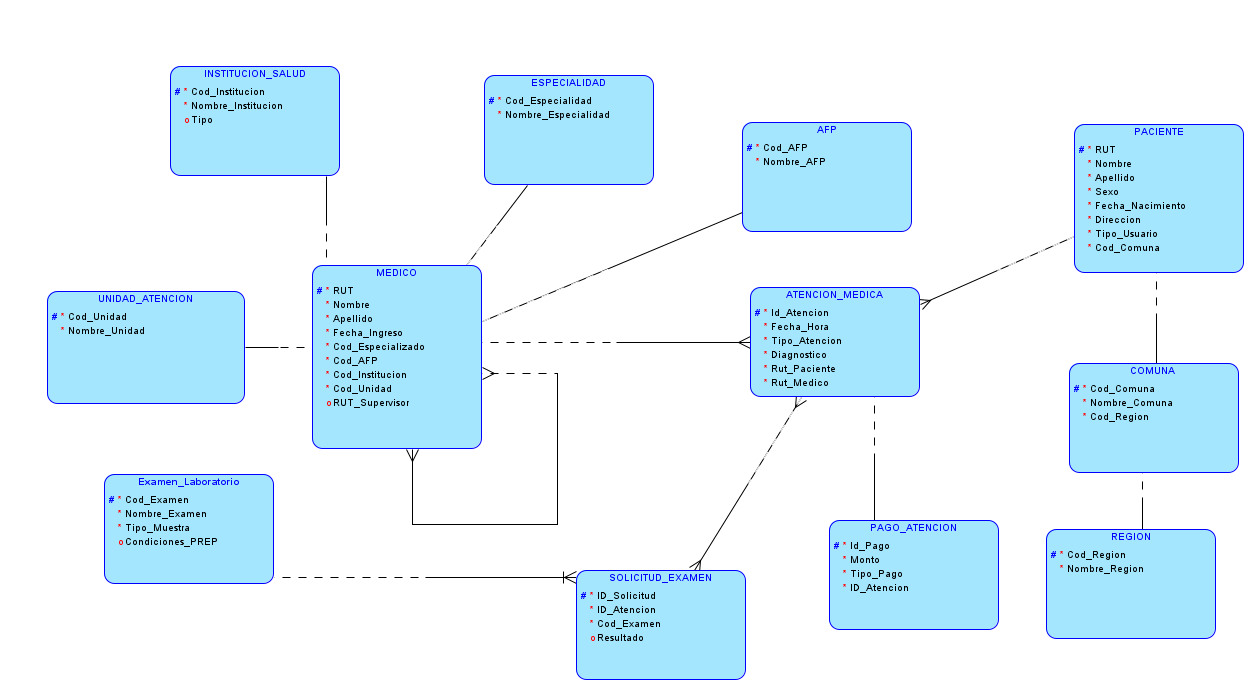 INSTITUCION_SALUD
# * Cod_Institucion
* Nombre_Institucion
o Tipo
ESPECIALIDAD
# * Cod_Especialidad
* Nombre_Especialidad
AFP
# * Cod_AFP
* Nombre_AFP
PACIENTE
# * RUT
* Nombre
* Apellido
* Sexo
* Fecha_Nacimiento
* Direccion
* Tipo_Usuario
* Cod_Comuna
UNIDAD_ATENCION
# * Cod_Unidad
* Nombre_Unidad
MEDICO
# * RUT
* Nombre
* Apellido
* Fecha_Ingreso
* Cod_Especializado
* Cod_AFP
* Cod_Institucion
* Cod_Unidad
o RUT_Supervisor
ATENCION_MEDICA
# * Id_Atencion
* Fecha_Hora
* Tipo_Atencion
* Diagnostico
* Rut_Paciente
* Rut_Medico
COMUNA
# * Cod_Comuna
* Nombre_Comuna
* Cod_Region
Examen_Laboratorio
# * Cod_Examen
* Nombre_Examen
* Tipo_Muestra
o Condiciones_PREP
SOLICITUD_EXAMEN
# * ID_Solicitud
* ID_Atencion
* Cod_Examen
o Resultado
PAGO_ATENCION
# * Id_Pago
* Monto
* Tipo_Pago
* ID_Atencion
REGION
# * Cod_Region
* Nombre_Region